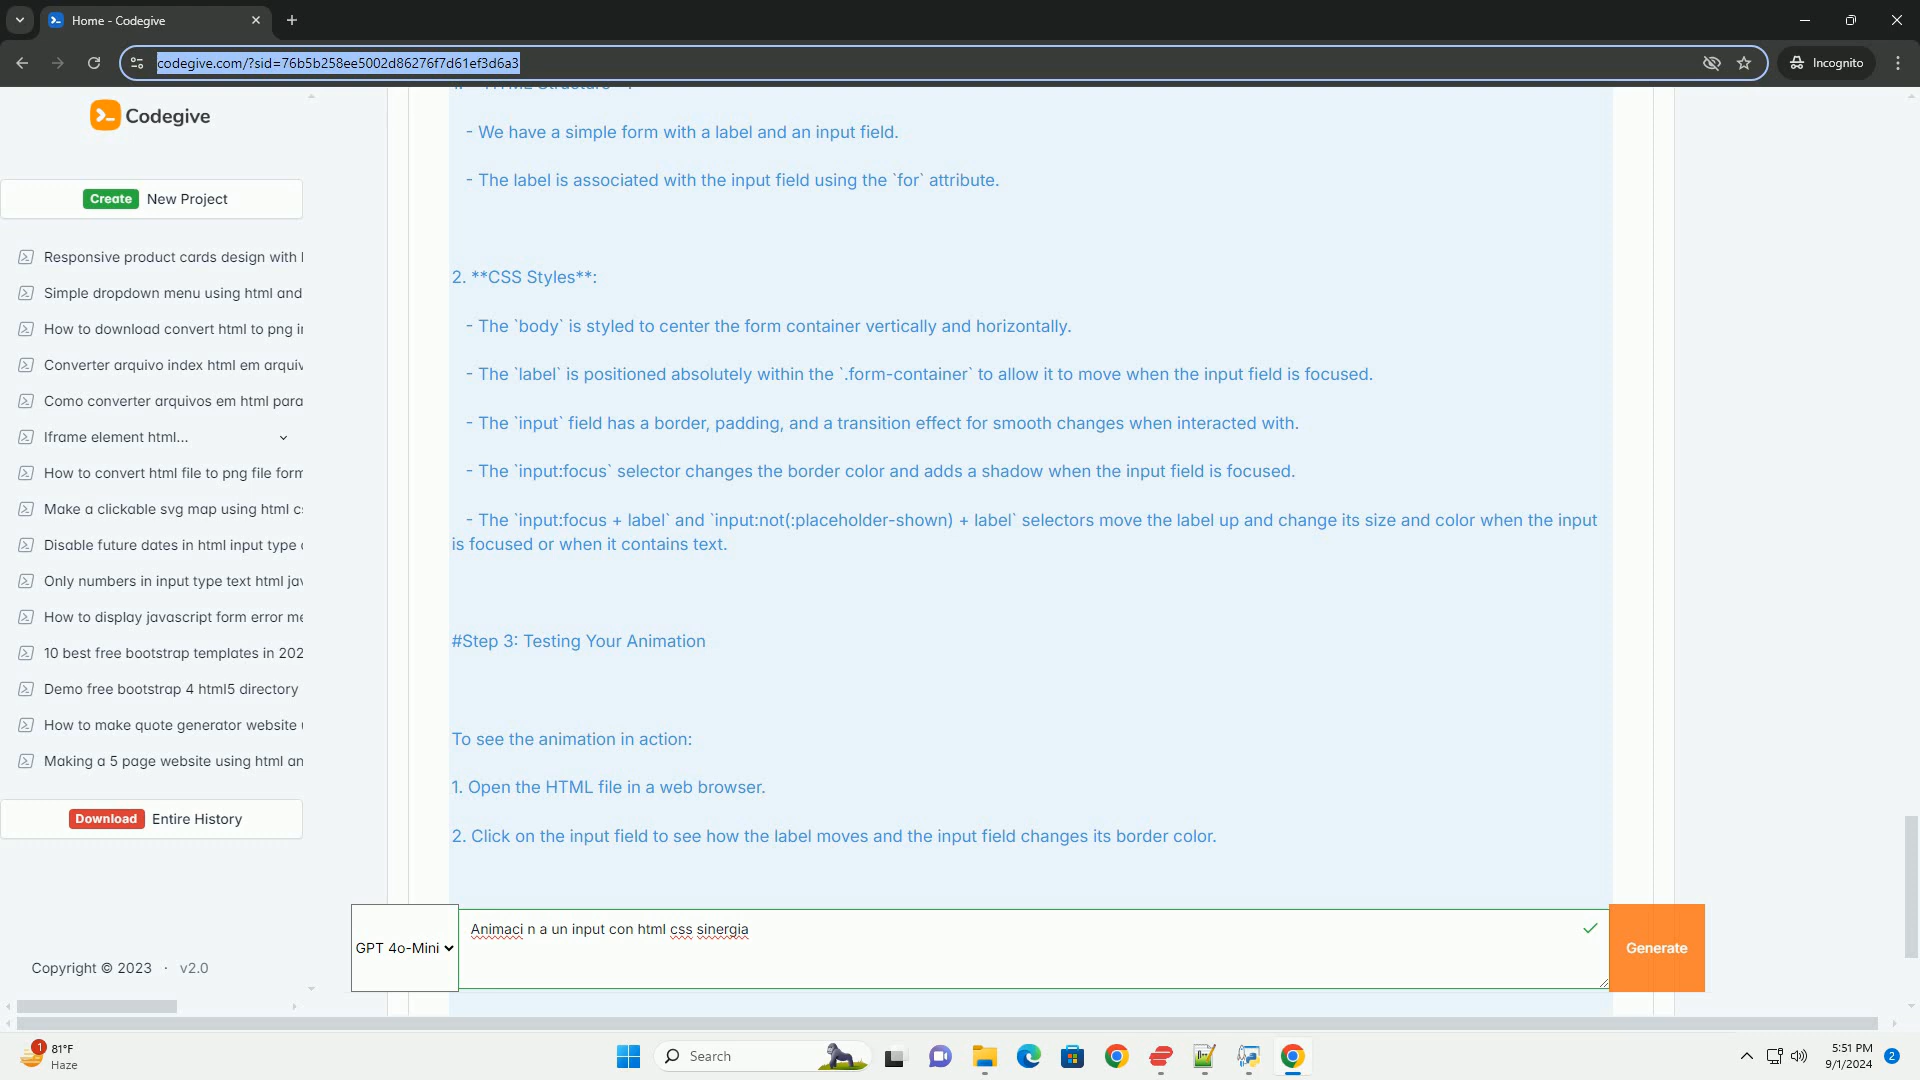 Home - Codegive
codegive.com/?sid=76b5b258ee5002d86276f7d61ef3d6a3
Incognito
Codegive
Create New Project
Responsive product cards design with
Simple dropdown menu using html and
How to download convert html to png
Converter arquivo index html em
Como converter arquivos em html para
Iframe element html...
How to convert html file to png file
Make a clickable svg map using html
Disable future dates in html input type
Only numbers in input type text html
How to display javascript form error
10 best free bootstrap templates in
Demo free bootstrap 4 html5 directory
How to make quote generator website
Making a 5 page website using html
Download Entire History
Copyright © 2023 · v2.0
- We have a simple form with a label and an input field.
- The label is associated with the input field using the `for` attribute.
2. **CSS Styles**:
- The `body` is styled to center the form container vertically and horizontally.
- The `label` is positioned absolutely within the `.form-container` to allow it to move when the input field is focused.
- The `input` field has a border, padding, and a transition effect for smooth changes when interacted with.
- The `input:focus` selector changes the border color and adds a shadow when the input field is focused.
- The `input:focus + label` and `input:not(:placeholder-shown) + label` selectors move the label up and change its size and color when the input
is focused or when it contains text.
#Step 3: Testing Your Animation
To see the animation in action:
1. Open the HTML file in a web browser.
2. Click on the input field to see how the label moves and the input field changes its border color.
GPT 4o-Mini
Animaci n a un input con html css sinergia
Generate
1
81°F
Haze
Search
5:51 PM
9/1/2024
2